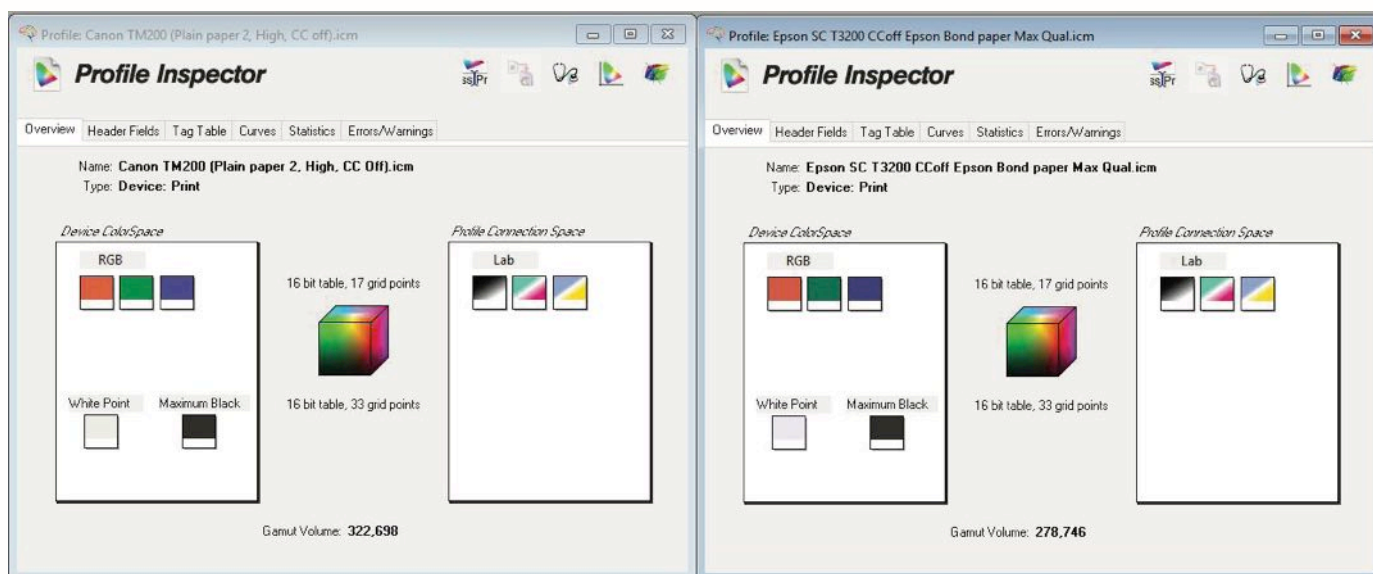 Profile: Canon TM200 (Plain paper 2, High, CC off).icm
Profile Inspector
Overview Header Fields Tag Table Curves Statistics Errors/Warnings
Name: Canon TM200 (Plain paper 2, High, CC Off).icm
Type: Device: Print
Device ColorSpace
Profile Connection Space
RGB
Lab
16 bit table, 17 grid points
16 bit table, 33 grid points
White Point Maximum Black
Gamut Volume: 322,698
Profile: Epson SC T3200 CCoff Epson Bond paper Max Qual.icm
Profile Inspector
Overview Header Fields Tag Table Curves Statistics Errors/Warnings
Name: Epson SC T3200 CCoff Epson Bond paper Max Qual.icm
Type: Device: Print
Device ColorSpace
Profile Connection Space
RGB
Lab
16 bit table, 17 grid points
16 bit table, 33 grid points
White Point Maximum Black
Gamut Volume: 278,746